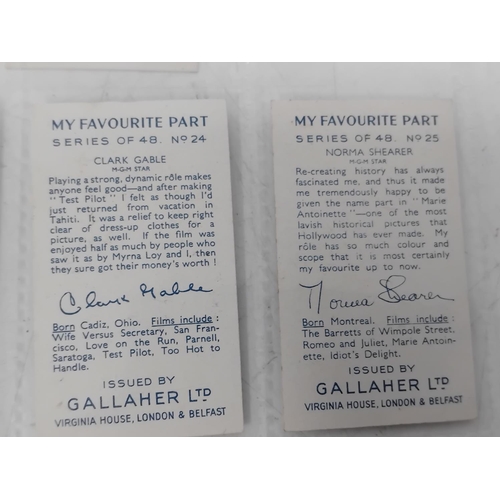 MY FAVOURITE PART
SERIES OF 48. Nº 24
CLARK GABLE
M·G·M STAR
Playing a strong, dynamic rôle makes
anyone feel good—and after making
"Test Pilot" I felt as though I'd
just returned from vacation in
Tahiti. It was a relief to keep right
clear of dress-up clothes for a
picture, as well. If the film was
enjoyed half as much by people who
saw it as by Myrna Loy and I, then
they sure got their money's worth!
Clark Gable
Born Cadiz, Ohio. Films include:
Wife Versus Secretary, San Fran-
cisco, Love on the Run, Parnell,
Saratoga, Test Pilot, Too Hot to
Handle.
ISSUED BY
GALLAHER LTD
VIRGINIA HOUSE, LONDON & BELFAST
MY FAVOURITE PART
SERIES OF 48. Nº 25
NORMA SHEARER
M·G·M STAR
Re-creating history has always
fascinated me, and thus it made
me tremendously happy to be
given the name part in "Marie
Antoinette"—one of the most
lavish historical pictures that
Hollywood has ever made. My
rôle has so much colour and
scope that it is most certainly
my favourite up to now.
Norma Shearer
Born Montreal. Films include:
The Barretts of Wimpole Street,
Romeo and Juliet, Marie Antoin-
ette, Idiot's Delight.
ISSUED BY
GALLAHER LTD
VIRGINIA HOUSE, LONDON & BELFAST